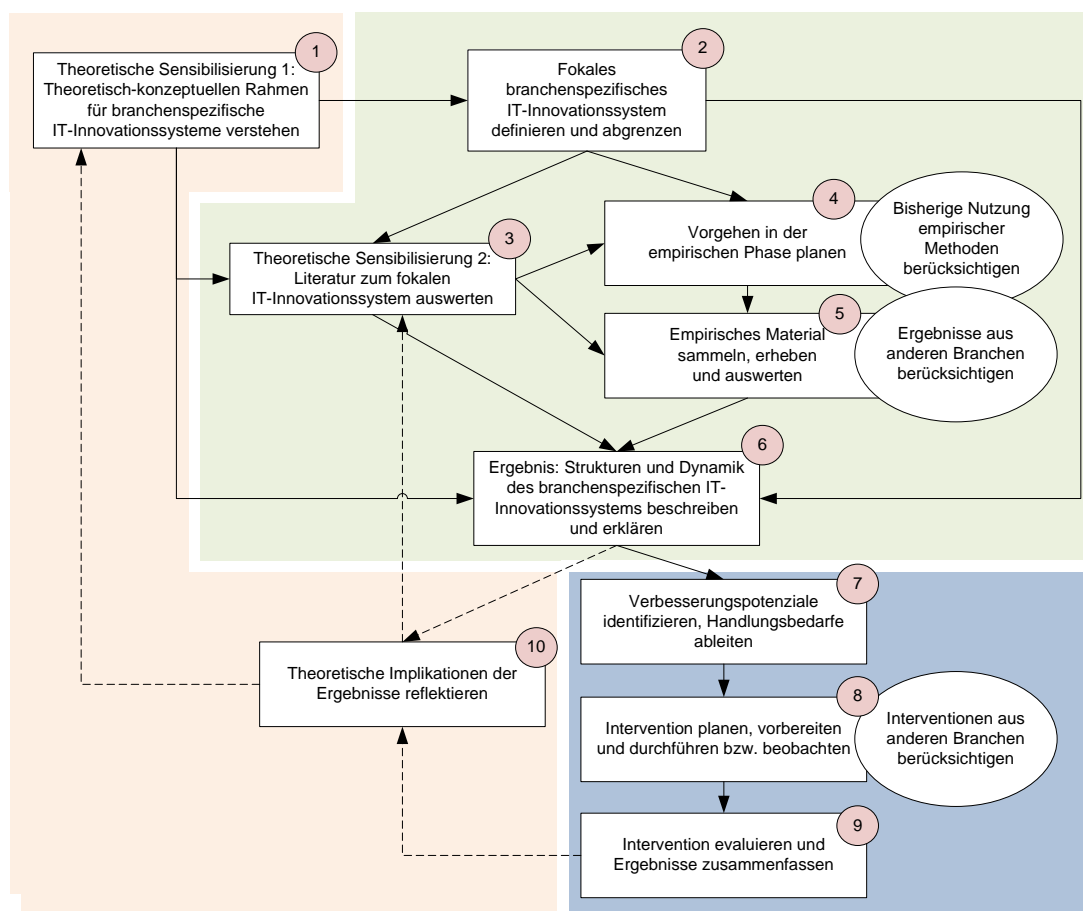 1
Theoretische Sensibilisierung 1:
Theoretisch-konzeptuellen Rahmen
für branchenspezifische
IT-Innovationssysteme verstehen
2
Fokales
branchenspezifisches
IT-Innovationssystem
definieren und abgrenzen
3
Theoretische Sensibilisierung 2:
Literatur zum fokalen
IT-Innovationssystem auswerten
4
Vorgehen in der
empirischen Phase planen
Bisherige Nutzung
empirischer
Methoden
berücksichtigen
5
Empirisches Material
sammeln, erheben
und auswerten
Ergebnisse aus
anderen Branchen
berücksichtigen
6
Ergebnis: Strukturen und Dynamik
des branchenspezifischen IT-
Innovationssystems beschreiben
und erklären
7
Verbesserungspotenziale
identifizieren, Handlungsbedarfe
ableiten
8
Intervention planen, vorbereiten
und durchführen bzw. beobachten
Interventionen aus
anderen Branchen
berücksichtigen
9
Intervention evaluieren und
Ergebnisse zusammenfassen
10
Theoretische Implikationen der
Ergebnisse reflektieren